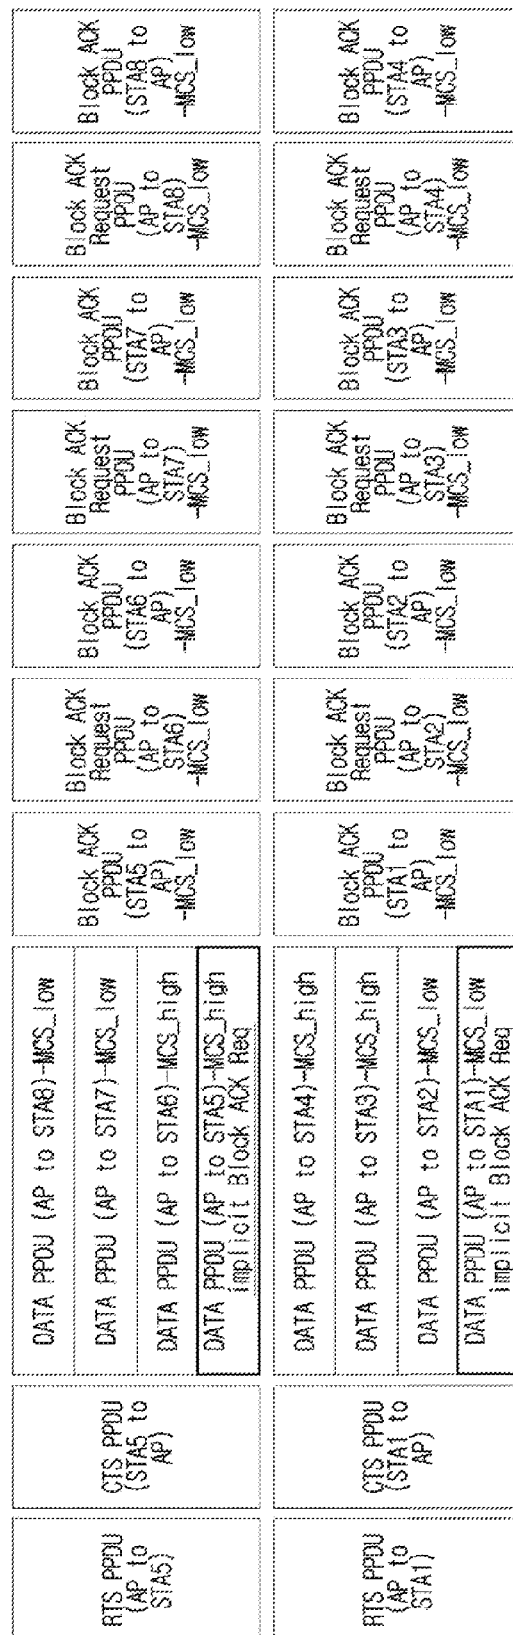 RTS PPDU
(AP to
STA5)
CTS PPDU
(STA5 to
AP)
DATA PPDU (AP to STA8)-MCS_low
DATA PPDU (AP to STA7)-MCS_low
DATA PPDU (AP to STA6)-MCS_high
DATA PPDU (AP to STA5)-MCS_high
implicit Block ACK Req
Block ACK
PPDU
(STA5 to
AP)
-MCS_low
Block ACK
Request
PPDU
(AP to
STA6)
-MCS_low
Block ACK
PPDU
(STA6 to
AP)
-MCS_low
Block ACK
Request
PPDU
(AP to
STA7)
-MCS_low
Block ACK
PPDU
(STA7 to
AP)
-MCS_low
Block ACK
Request
PPDU
(AP to
STA8)
-MCS_low
Block ACK
PPDU
(STA8 to
AP)
-MCS_low
RTS PPDU
(AP to
STA1)
CTS PPDU
(STA1 to
AP)
DATA PPDU (AP to STA4)-MCS_high
DATA PPDU (AP to STA3)-MCS_high
DATA PPDU (AP to STA2)-MCS_low
DATA PPDU (AP to STA1)-MCS_low
implicit Block ACK Req
Block ACK
PPDU
(STA1 to
AP)
-MCS_low
Block ACK
Request
PPDU
(AP to
STA2)
-MCS_low
Block ACK
PPDU
(STA2 to
AP)
-MCS_low
Block ACK
Request
PPDU
(AP to
STA3)
-MCS_low
Block ACK
PPDU
(STA3 to
AP)
-MCS_low
Block ACK
Request
PPDU
(AP to
STA4)
-MCS_low
Block ACK
PPDU
(STA4 to
AP)
-MCS_low